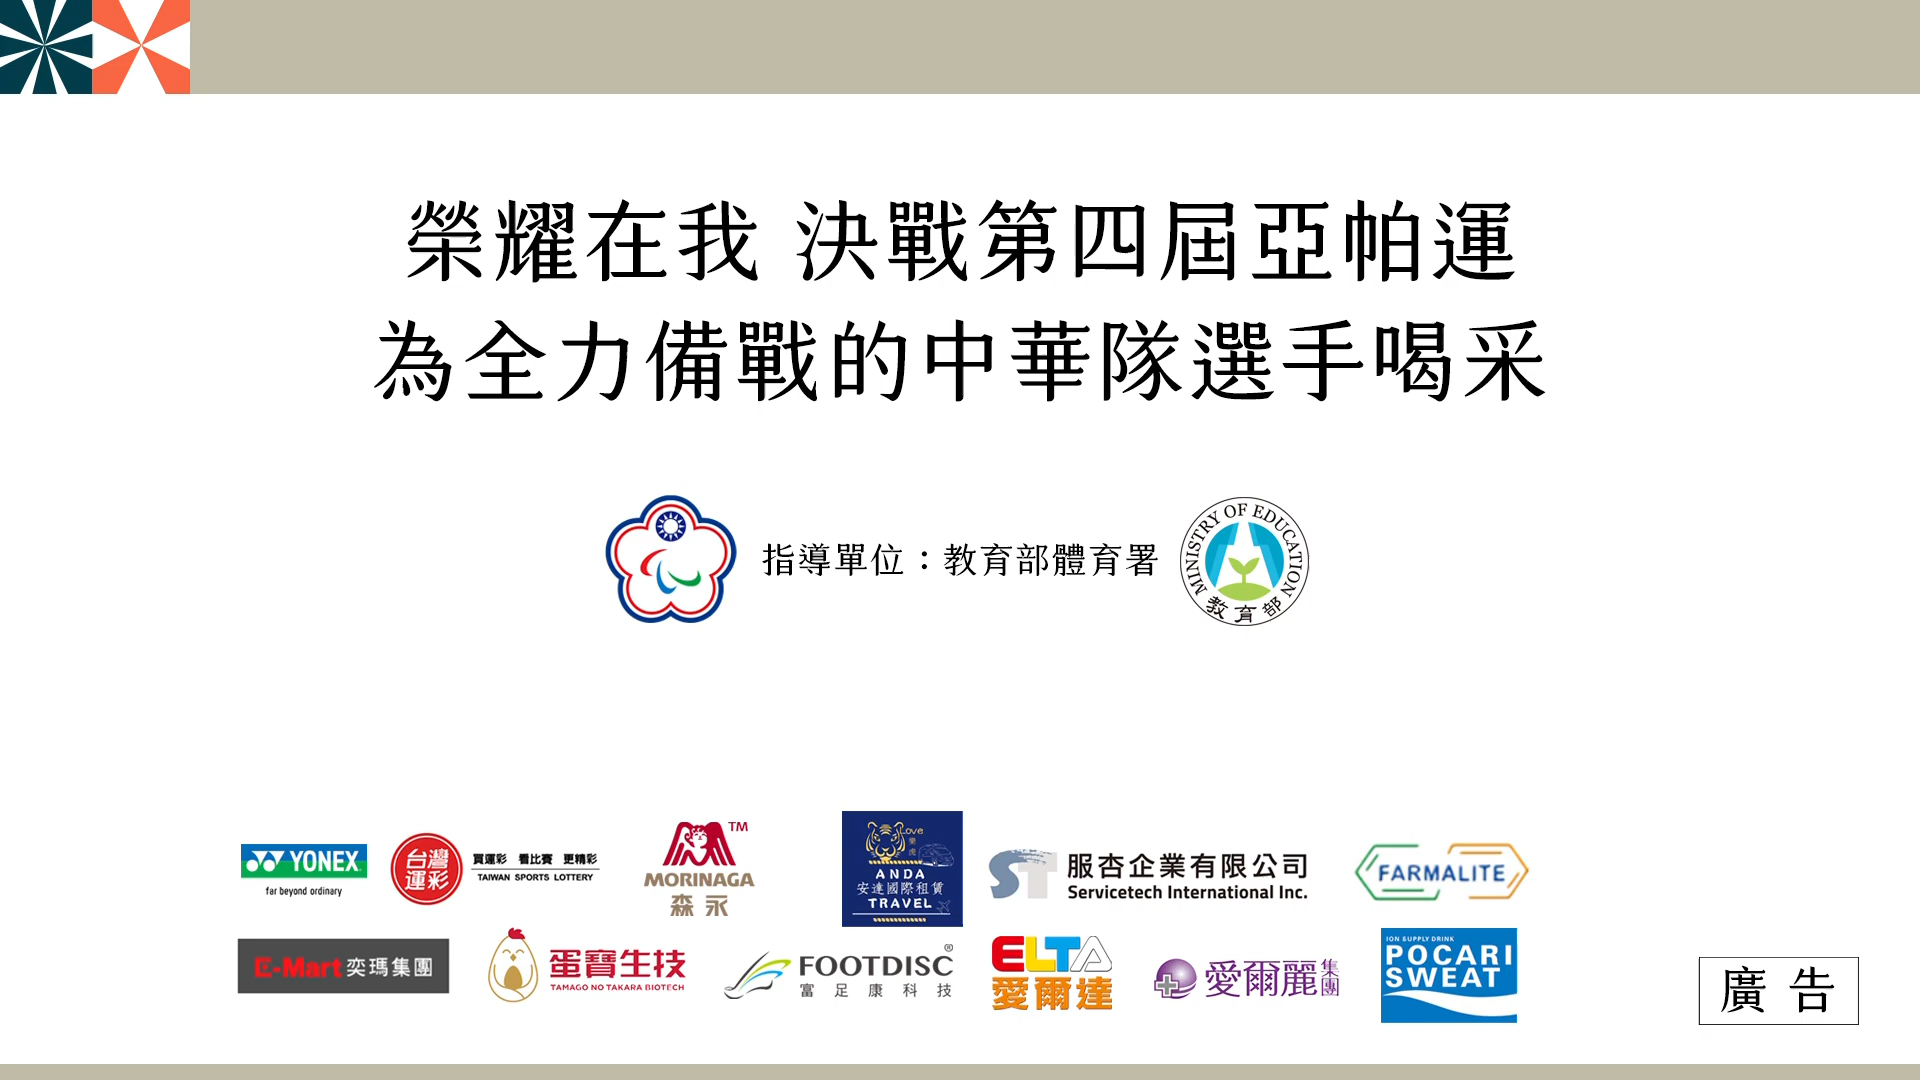 榮耀在我 決戰第四屆亞帕運
為全力備戰的中華隊選手喝采
指導單位：教育部體育署
MINISTRY OF EDUCATION
教育部
YONEX
far beyond ordinary
台灣運彩
買運彩 看比賽 更精彩
TAIWAN SPORTS LOTTERY
MORINAGA TM
森永
Love
樂虎
ANDA
安達國際租賃
TRAVEL
ST
服杏企業有限公司
Servicetech International Inc.
FARMALITE
E-Mart 奕瑪集團
蛋寶生技
TAMAGO NO TAKARA BIOTECH
FOOTDISC®
富足康科技
ELTA
愛爾達
愛爾麗集團
ION SUPPLY DRINK
POCARI
SWEAT
廣告